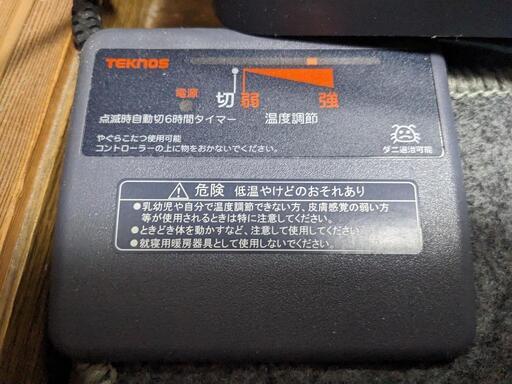 TEKNOS
電源
切 弱 強
点滅時自動切6時間タイマー 温度調節
やぐらこたつ使用可能
コントローラーの上に物をおかないでください。
ダニ退治可能
危険 低温やけどのおそれあり
●乳幼児や自分で温度調節できない方、皮膚感覚の弱い方
等が使用されるときは特に注意してください。
●ときどき体を動かすなど、注意して使用してください。
●就寝用暖房器具として使用しないでください。